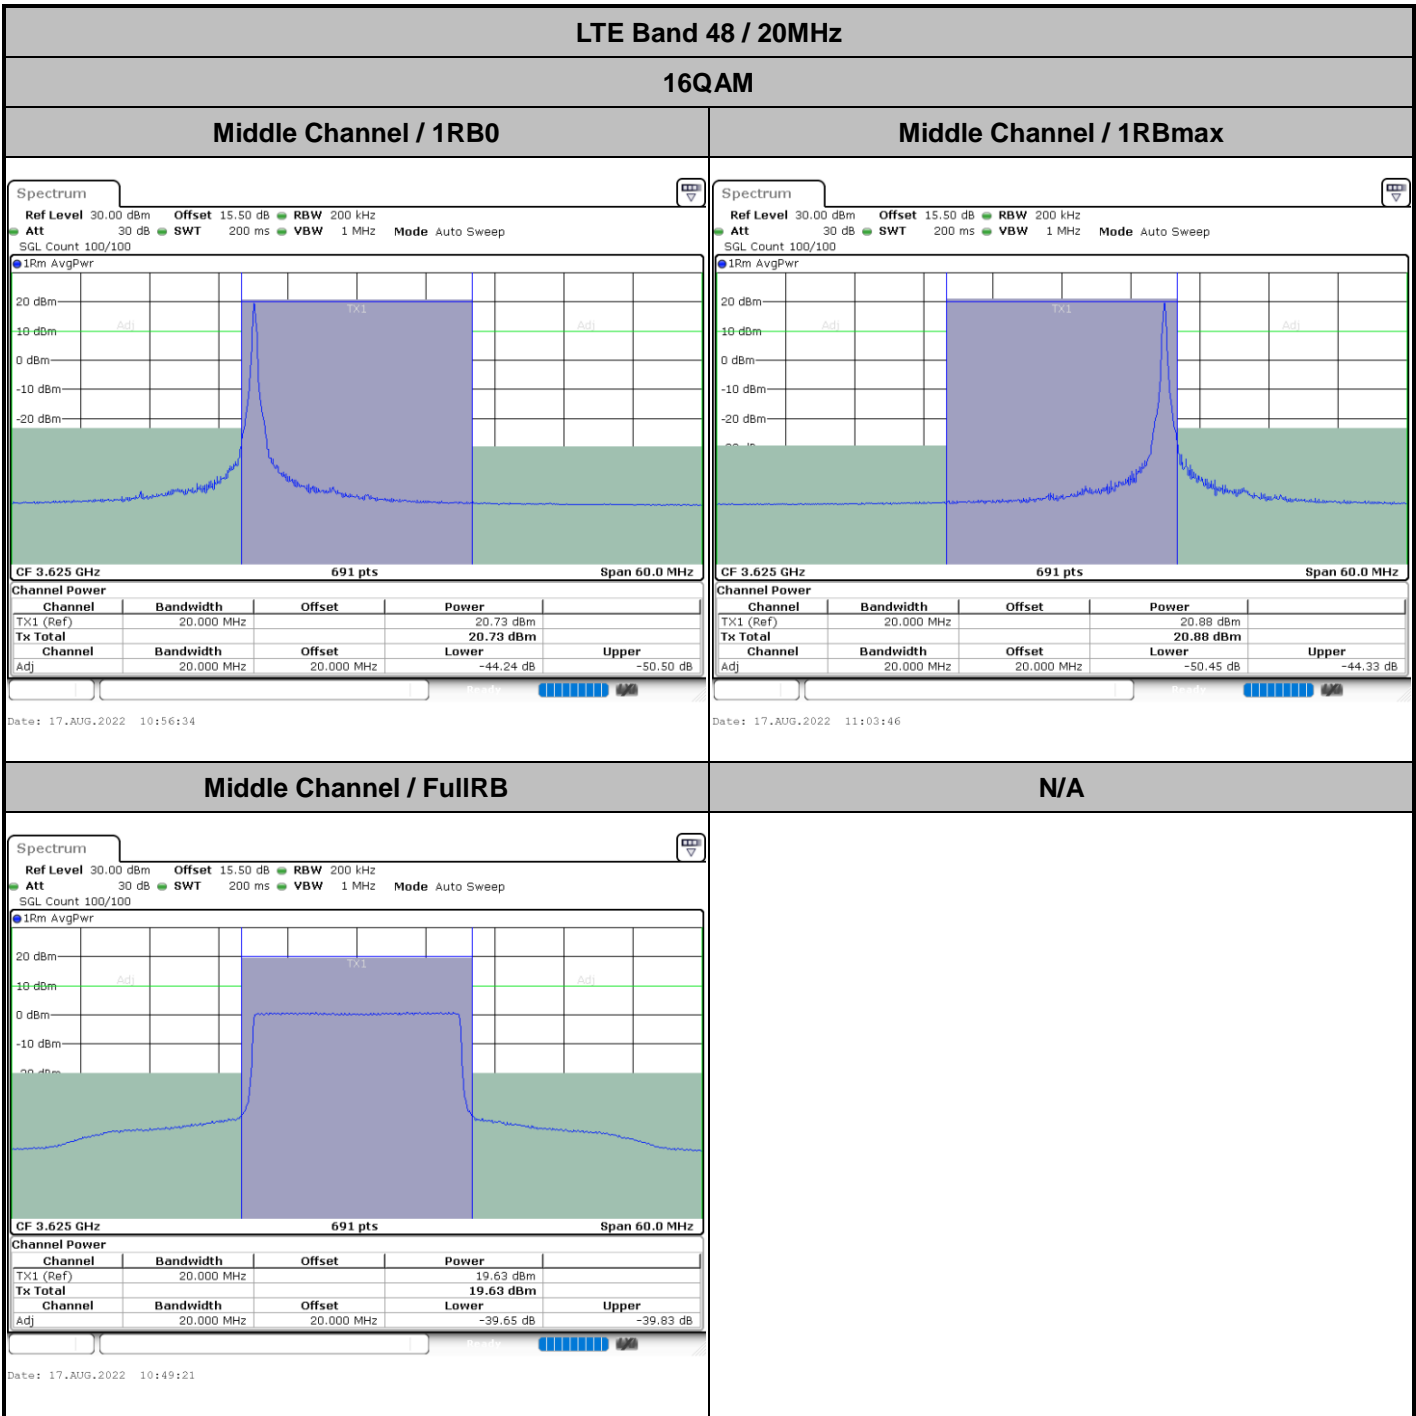 LTE Band 48 / 20MHz
16QAM
Middle Channel / 1RB0
Middle Channel / 1RBmax
Spectrum
Ref Level 30.00 dBm Offset 15.50 dB RBW 200 kHz
Att 30 dB SWT 200 ms VBW 1 MHz Mode Auto Sweep
SGL Count 100/100
1Rm AvgPwr
20 dBm
10 dBm
0 dBm
-10 dBm
-20 dBm
Adj
TX1
Adj
CF 3.625 GHz 691 pts Span 60.0 MHz
Channel Power
Channel Bandwidth Offset Power
TX1 (Ref) 20.000 MHz 20.73 dBm
Tx Total 20.73 dBm
Channel Bandwidth Offset Lower Upper
Adj 20.000 MHz 20.000 MHz -44.24 dB -50.50 dB
Ready
Date: 17.AUG.2022 10:56:34
Spectrum
Ref Level 30.00 dBm Offset 15.50 dB RBW 200 kHz
Att 30 dB SWT 200 ms VBW 1 MHz Mode Auto Sweep
SGL Count 100/100
1Rm AvgPwr
20 dBm
10 dBm
0 dBm
-10 dBm
-20 dBm
Adj
TX1
Adj
CF 3.625 GHz 691 pts Span 60.0 MHz
Channel Power
Channel Bandwidth Offset Power
TX1 (Ref) 20.000 MHz 20.88 dBm
Tx Total 20.88 dBm
Channel Bandwidth Offset Lower Upper
Adj 20.000 MHz 20.000 MHz -50.45 dB -44.33 dB
Ready
Date: 17.AUG.2022 11:03:46
Middle Channel / FullRB
N/A
Spectrum
Ref Level 30.00 dBm Offset 15.50 dB RBW 200 kHz
Att 30 dB SWT 200 ms VBW 1 MHz Mode Auto Sweep
SGL Count 100/100
1Rm AvgPwr
20 dBm
10 dBm
0 dBm
-10 dBm
Adj
TX1
Adj
CF 3.625 GHz 691 pts Span 60.0 MHz
Channel Power
Channel Bandwidth Offset Power
TX1 (Ref) 20.000 MHz 19.63 dBm
Tx Total 19.63 dBm
Channel Bandwidth Offset Lower Upper
Adj 20.000 MHz 20.000 MHz -39.65 dB -39.83 dB
Ready
Date: 17.AUG.2022 10:49:21